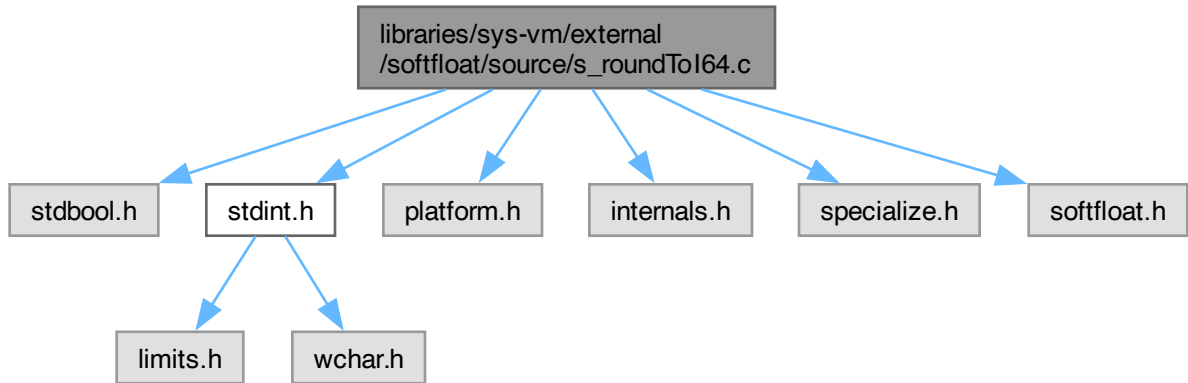 libraries/sys-vm/external
/softfloat/source/s_roundToI64.c
stdbool.h
stdint.h
platform.h
internals.h
specialize.h
softfloat.h
limits.h
wchar.h